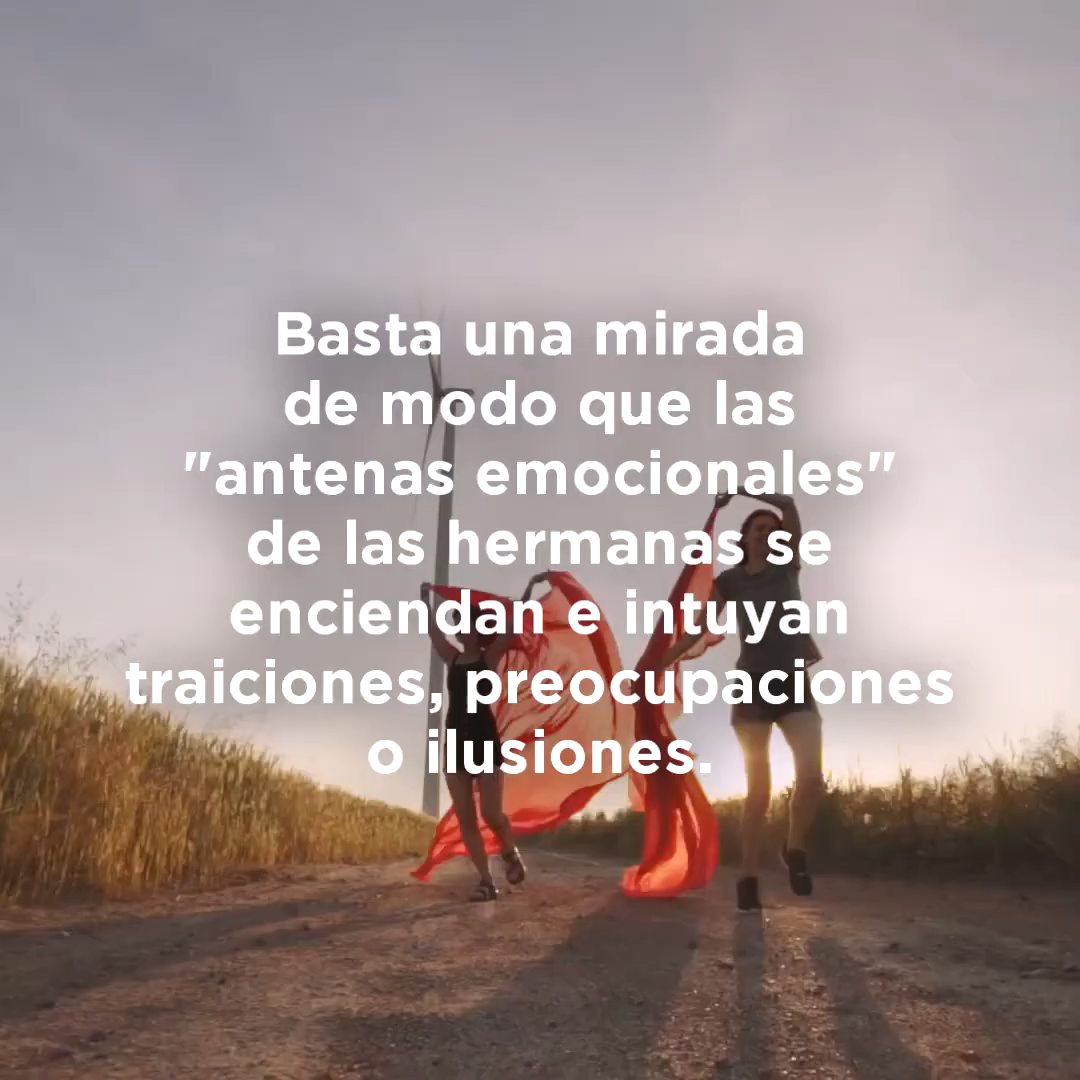 Basta una mirada
de modo que las
"antenas emocionales"
de las hermanas se
enciendan e intuyan
traiciones, preocupaciones
o ilusiones.